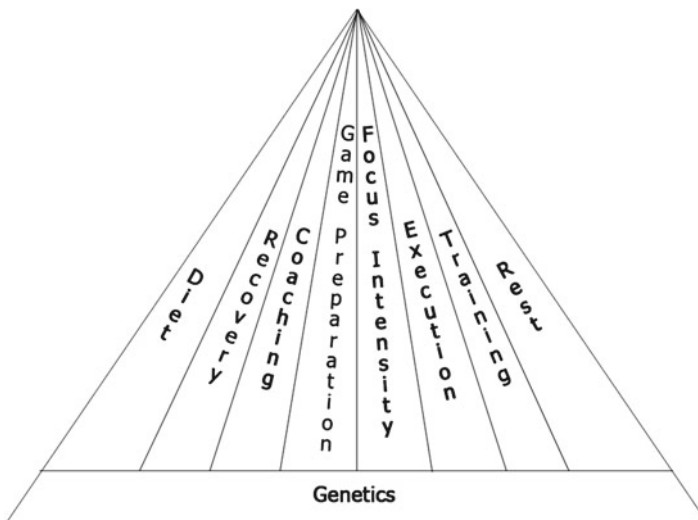 Diet
Recovery
Coaching
Game Preparation
Focus Intensity
Execution
Training
Rest
Genetics